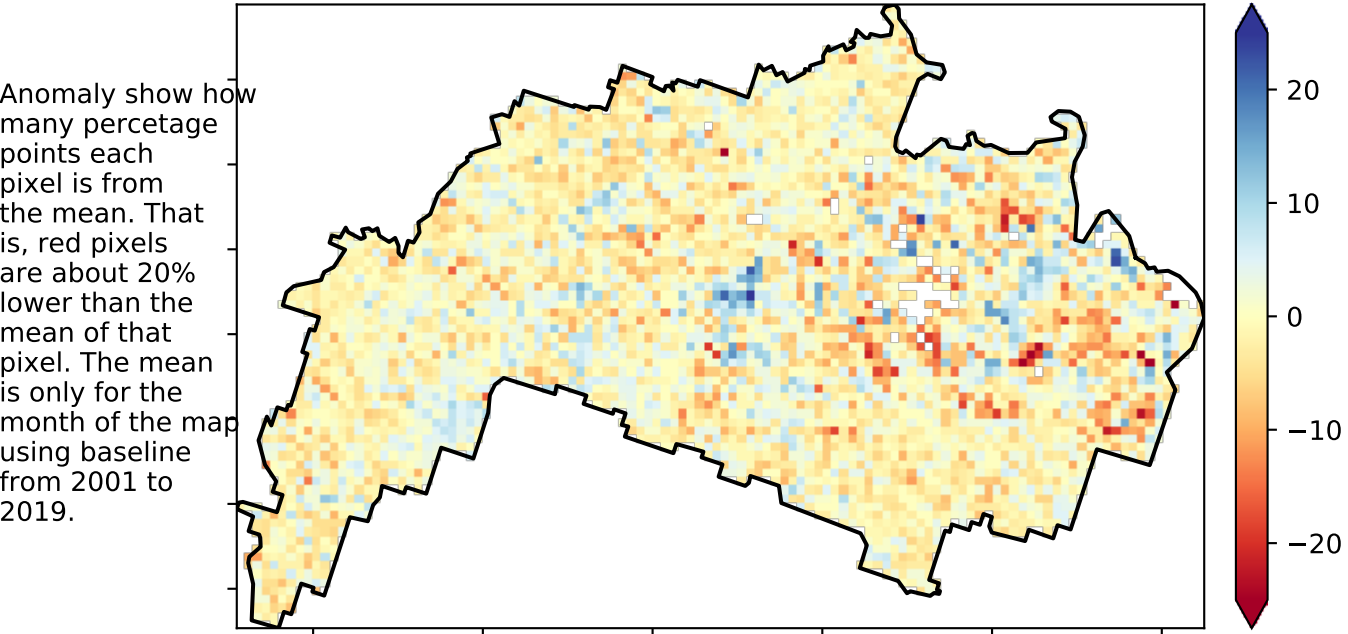 Anomaly show how
many percetage
points each
pixel is from
the mean. That
is, red pixels
are about 20%
lower than the
mean of that
pixel. The mean
is only for the
month of the map
using baseline
from 2001 to
2019.
20
10
0
−10
−20